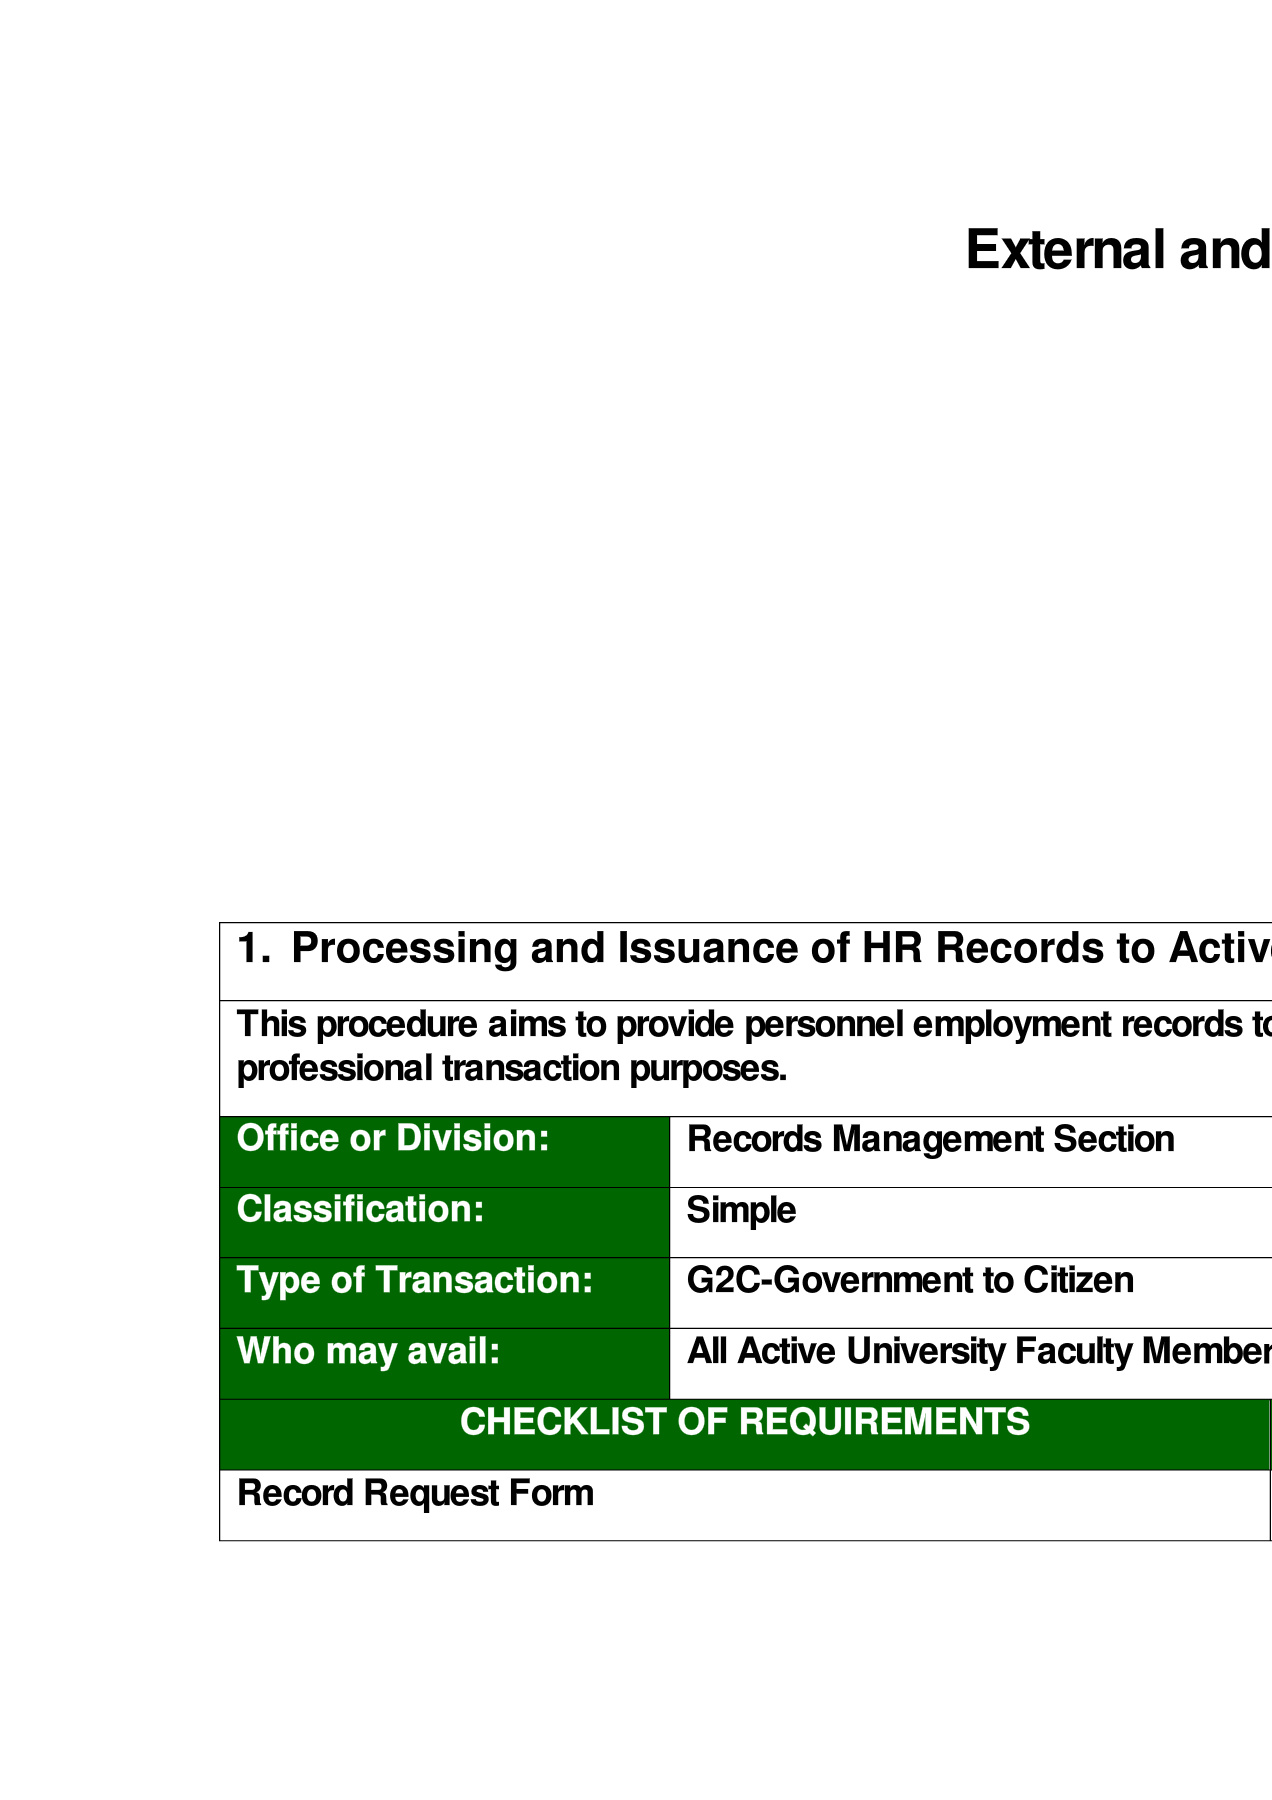 External and
1. Processing and Issuance of HR Records to Activ
This procedure aims to provide personnel employment records to
professional transaction purposes.
Office or Division: Records Management Section
Classification: Simple
Type of Transaction: G2C-Government to Citizen
Who may avail: All Active University Faculty Member
CHECKLIST OF REQUIREMENTS
Record Request Form